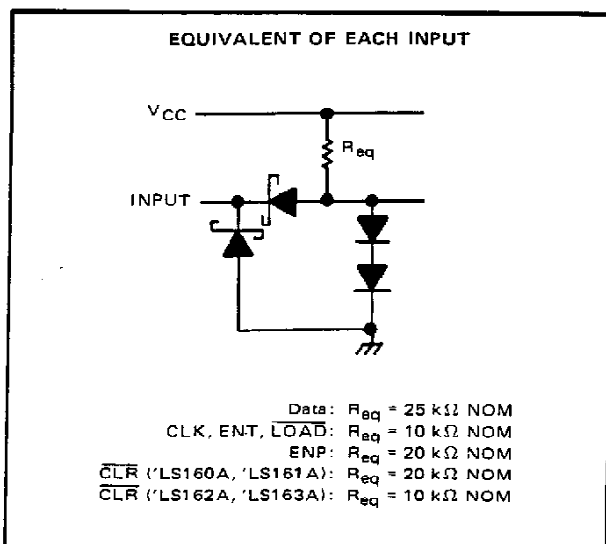 EQUIVALENT OF EACH INPUT
VCC
Req
INPUT
Data: Req = 25 kΩ NOM
CLK, ENT, LOAD: Req = 10 kΩ NOM
ENP: Req = 20 kΩ NOM
CLR ('LS160A, 'LS161A): Req = 20 kΩ NOM
CLR ('LS162A, 'LS163A): Req = 10 kΩ NOM